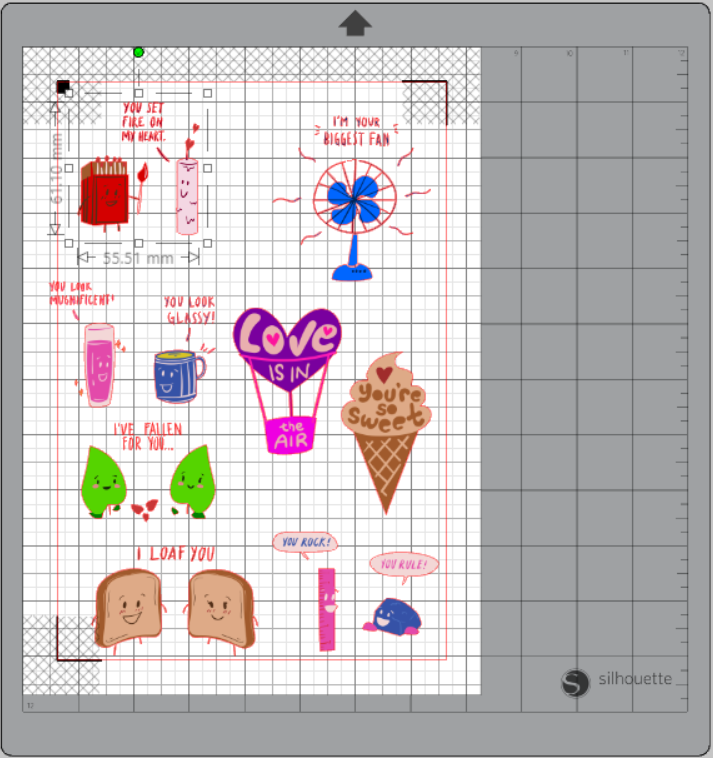 9 10 11 12
YOU SET
FIRE ON
MY HEART.
I'M YOUR
BIGGEST FAN
61.10 mm
55.51 mm
YOU LOOK
MUGNIFICENT!
YOU LOOK
GLASSY!
LOVE
IS IN
the
AIR
you're
so
sweet
I'VE FALLEN
FOR YOU...
I LOAF YOU
YOU ROCK!
YOU RULE!
silhouette
12